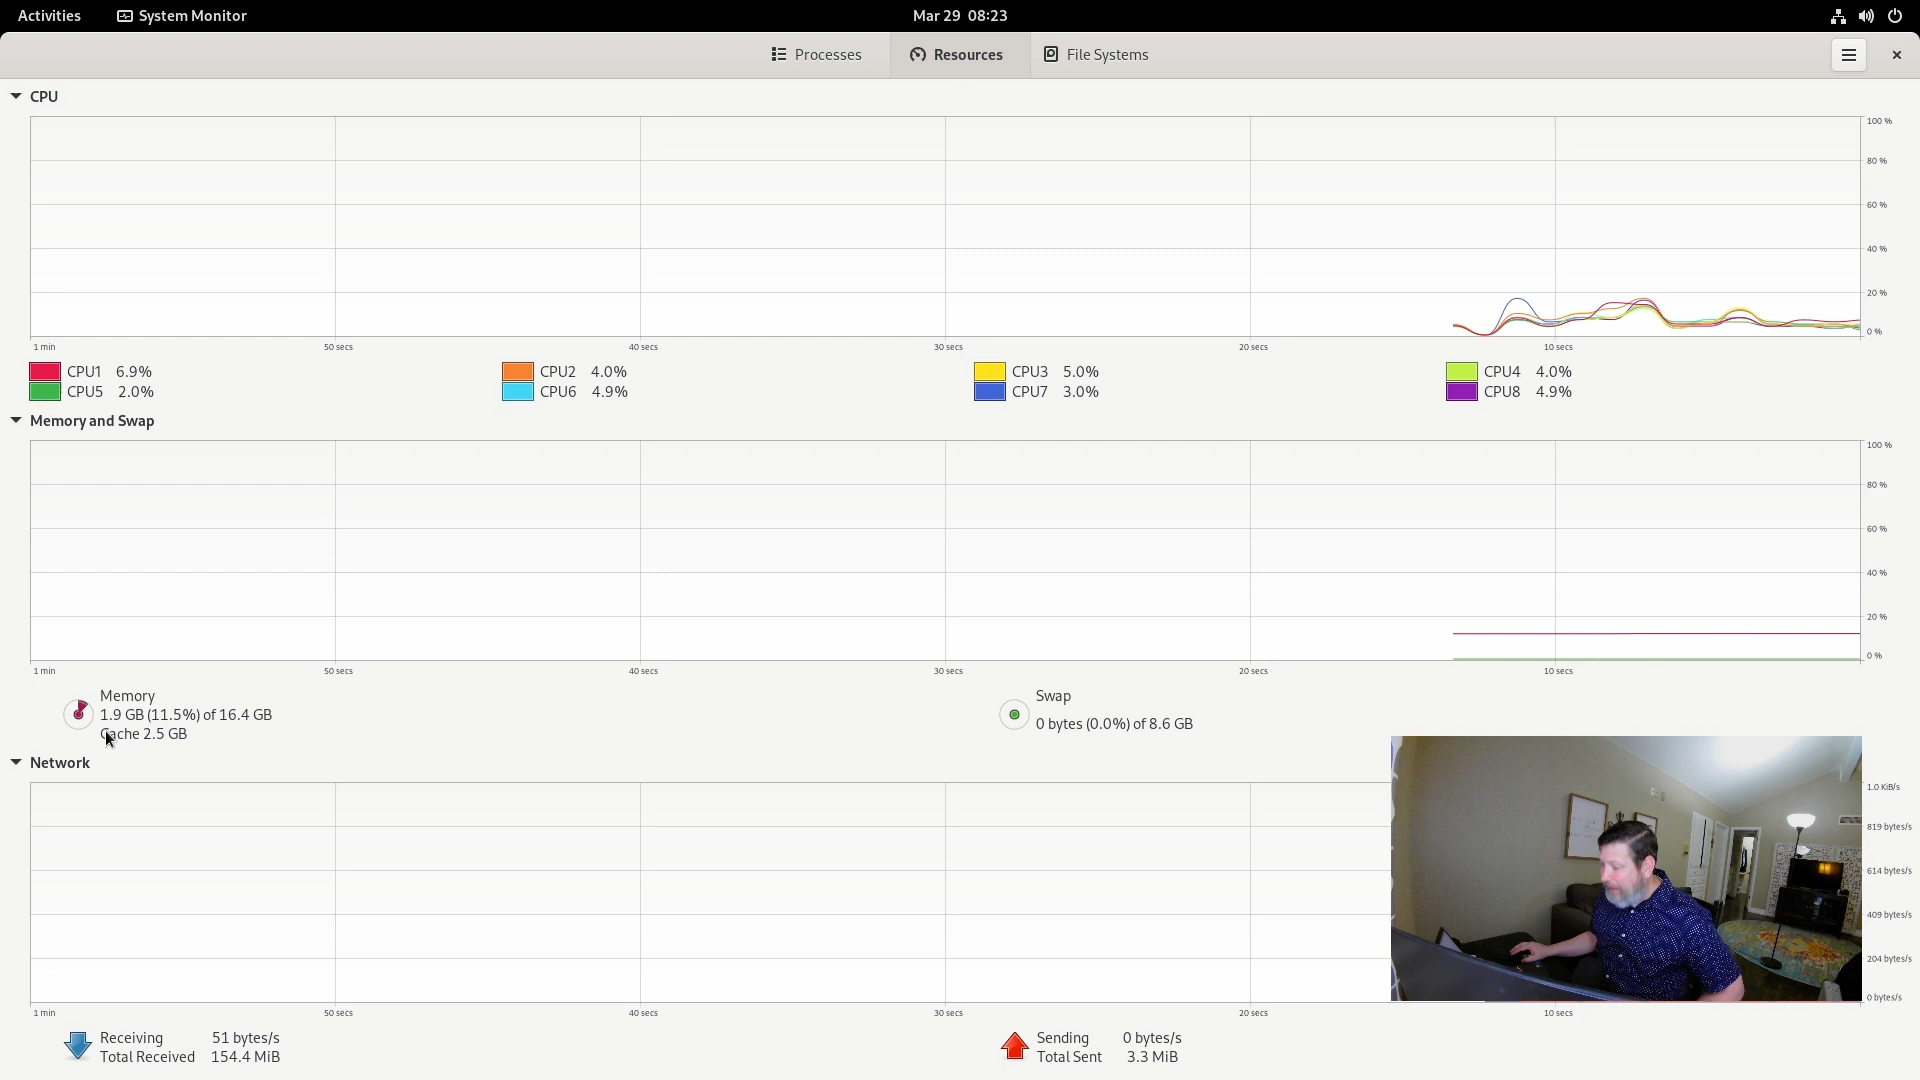 Activities System Monitor Mar 29 08:23
Processes Resources File Systems
CPU
100 %
80 %
60 %
40 %
20 %
0 %
1 min 50 secs 40 secs 30 secs 20 secs 10 secs
CPU1 6.9% CPU2 4.0% CPU3 5.0% CPU4 4.0%
CPU5 2.0% CPU6 4.9% CPU7 3.0% CPU8 4.9%
Memory and Swap
100 %
80 %
60 %
40 %
20 %
0 %
1 min 50 secs 40 secs 30 secs 20 secs 10 secs
Memory Swap
1.9 GB (11.5%) of 16.4 GB 0 bytes (0.0%) of 8.6 GB
Cache 2.5 GB
Network
1.0 KiB/s
819 bytes/s
614 bytes/s
409 bytes/s
204 bytes/s
0 bytes/s
1 min 50 secs 40 secs 30 secs 20 secs 10 secs
Receiving 51 bytes/s Sending 0 bytes/s
Total Received 154.4 MiB Total Sent 3.3 MiB